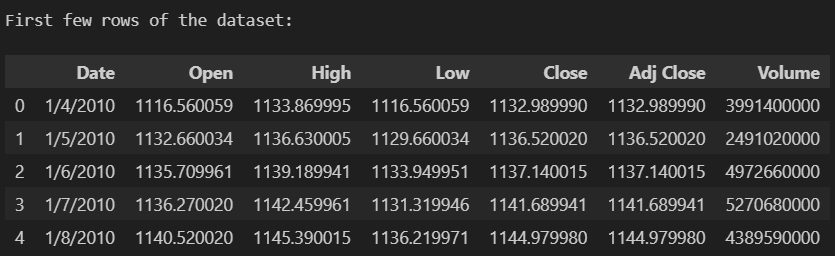 First few rows of the dataset:
Date Open High Low Close Adj Close Volume
0 1/4/2010 1116.560059 1133.869995 1116.560059 1132.989990 1132.989990 3991400000
1 1/5/2010 1132.660034 1136.630005 1129.660034 1136.520020 1136.520020 2491020000
2 1/6/2010 1135.709961 1139.189941 1133.949951 1137.140015 1137.140015 4972660000
3 1/7/2010 1136.270020 1142.459961 1131.319946 1141.689941 1141.689941 5270680000
4 1/8/2010 1140.520020 1145.390015 1136.219971 1144.979980 1144.979980 4389590000